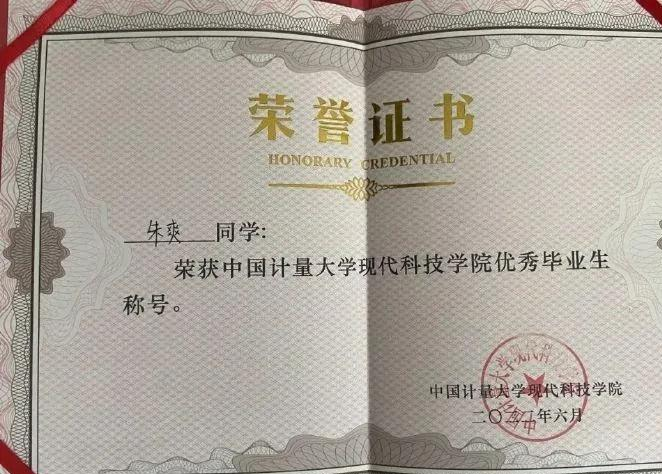 荣誉证书
HONORARY CREDENTIAL
朱爽 同学:
荣获中国计量大学现代科技学院优秀毕业生
称号。
中国计量大学现代科技学院
年六月